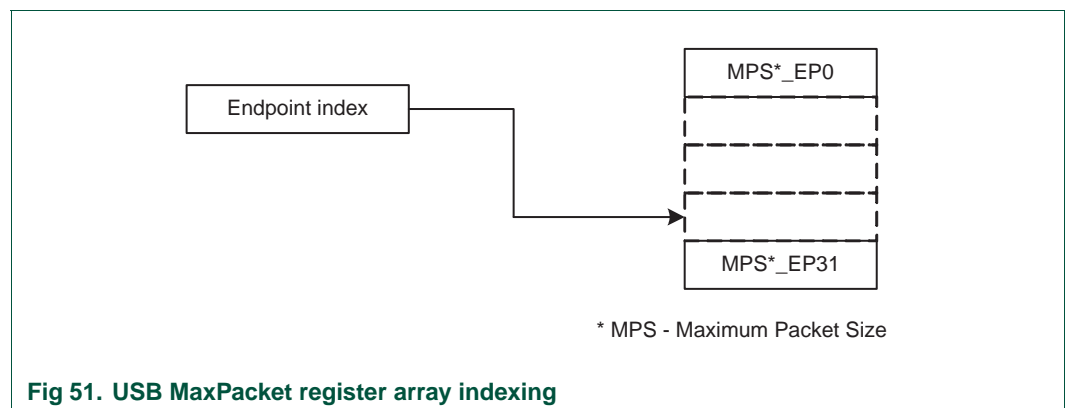 MPS*_EP0
Endpoint index
MPS*_EP31
* MPS - Maximum Packet Size
Fig 51. USB MaxPacket register array indexing